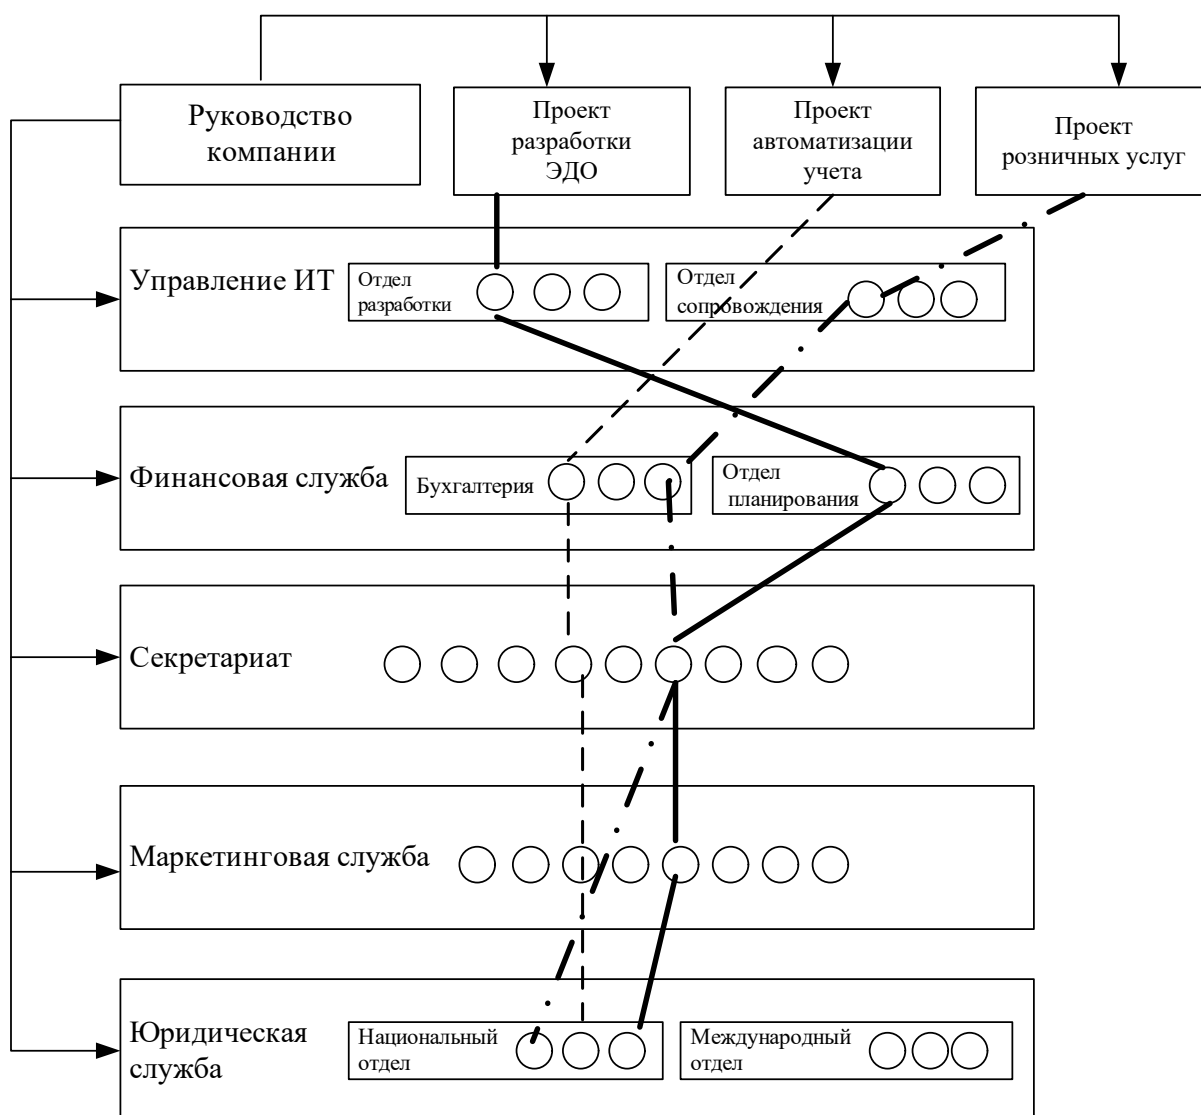 Руководство
компании
Проект
разработки
ЭДО
Проект
автоматизации
учета
Проект
розничных услуг
Управление ИТ
Отдел
разработки
Отдел
сопровождения
Финансовая служба
Бухгалтерия
Отдел
планирования
Секретариат
Маркетинговая служба
Юридическая
служба
Национальный
отдел
Международный
отдел